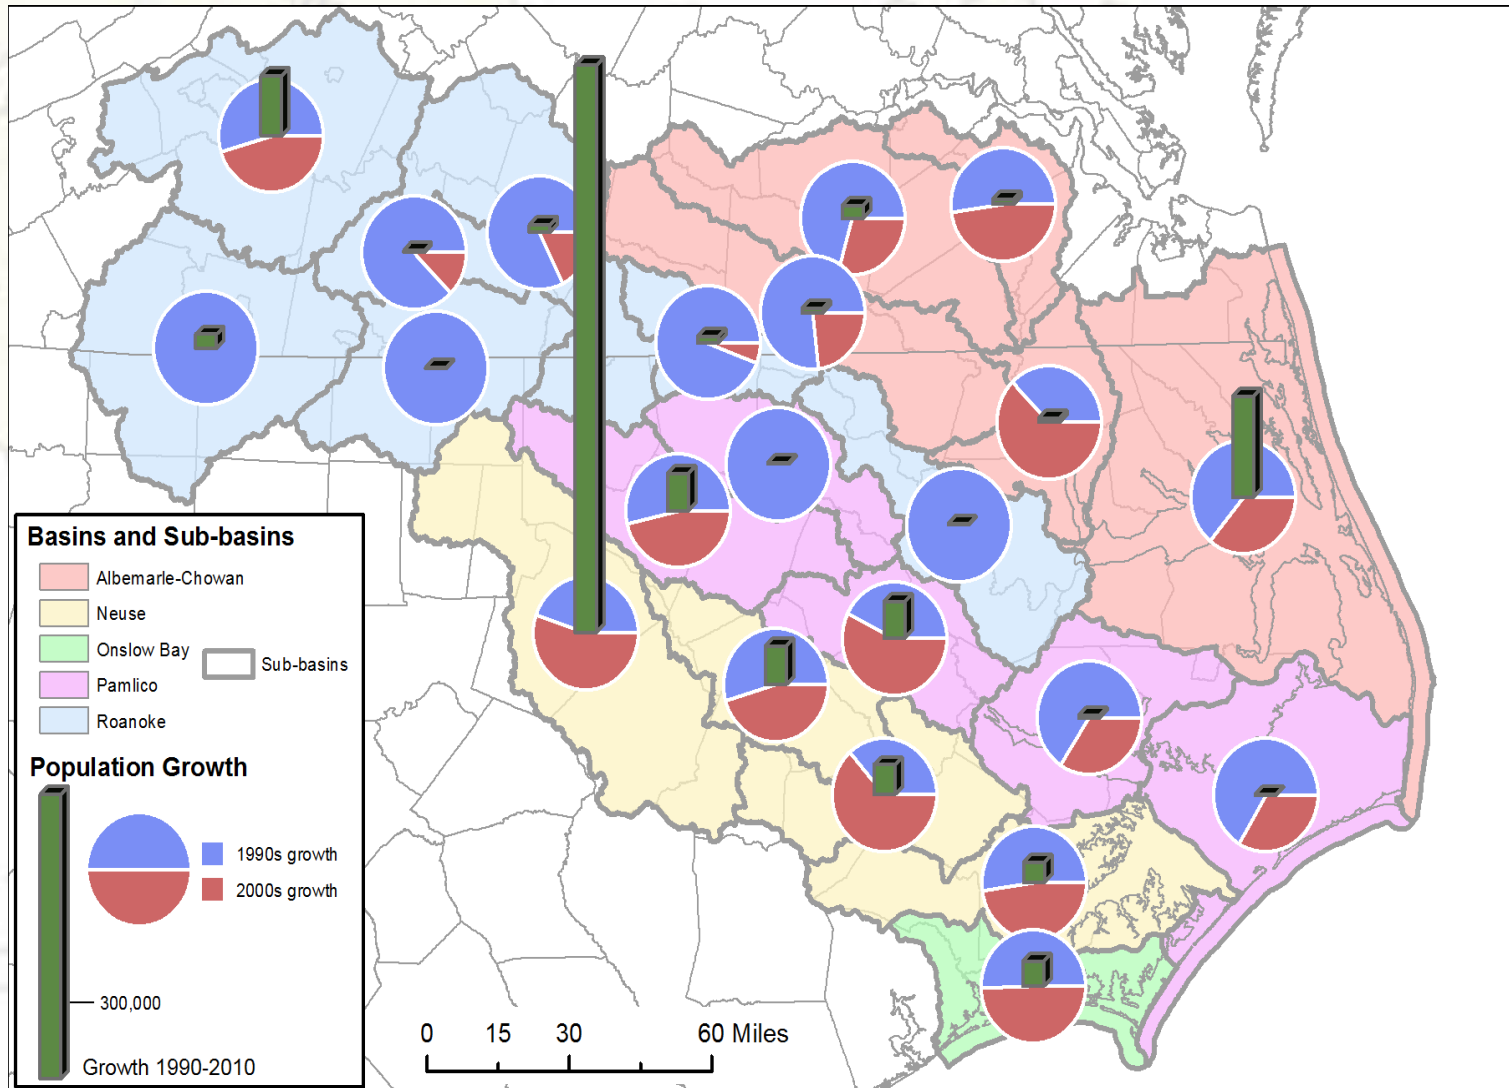 Basins and Sub-basins
Albemarle-Chowan
Neuse
Onslow Bay
Sub-basins
Pamlico
Roanoke
Population Growth
1990s growth
2000s growth
300,000
Growth 1990-2010
0 15 30 60 Miles